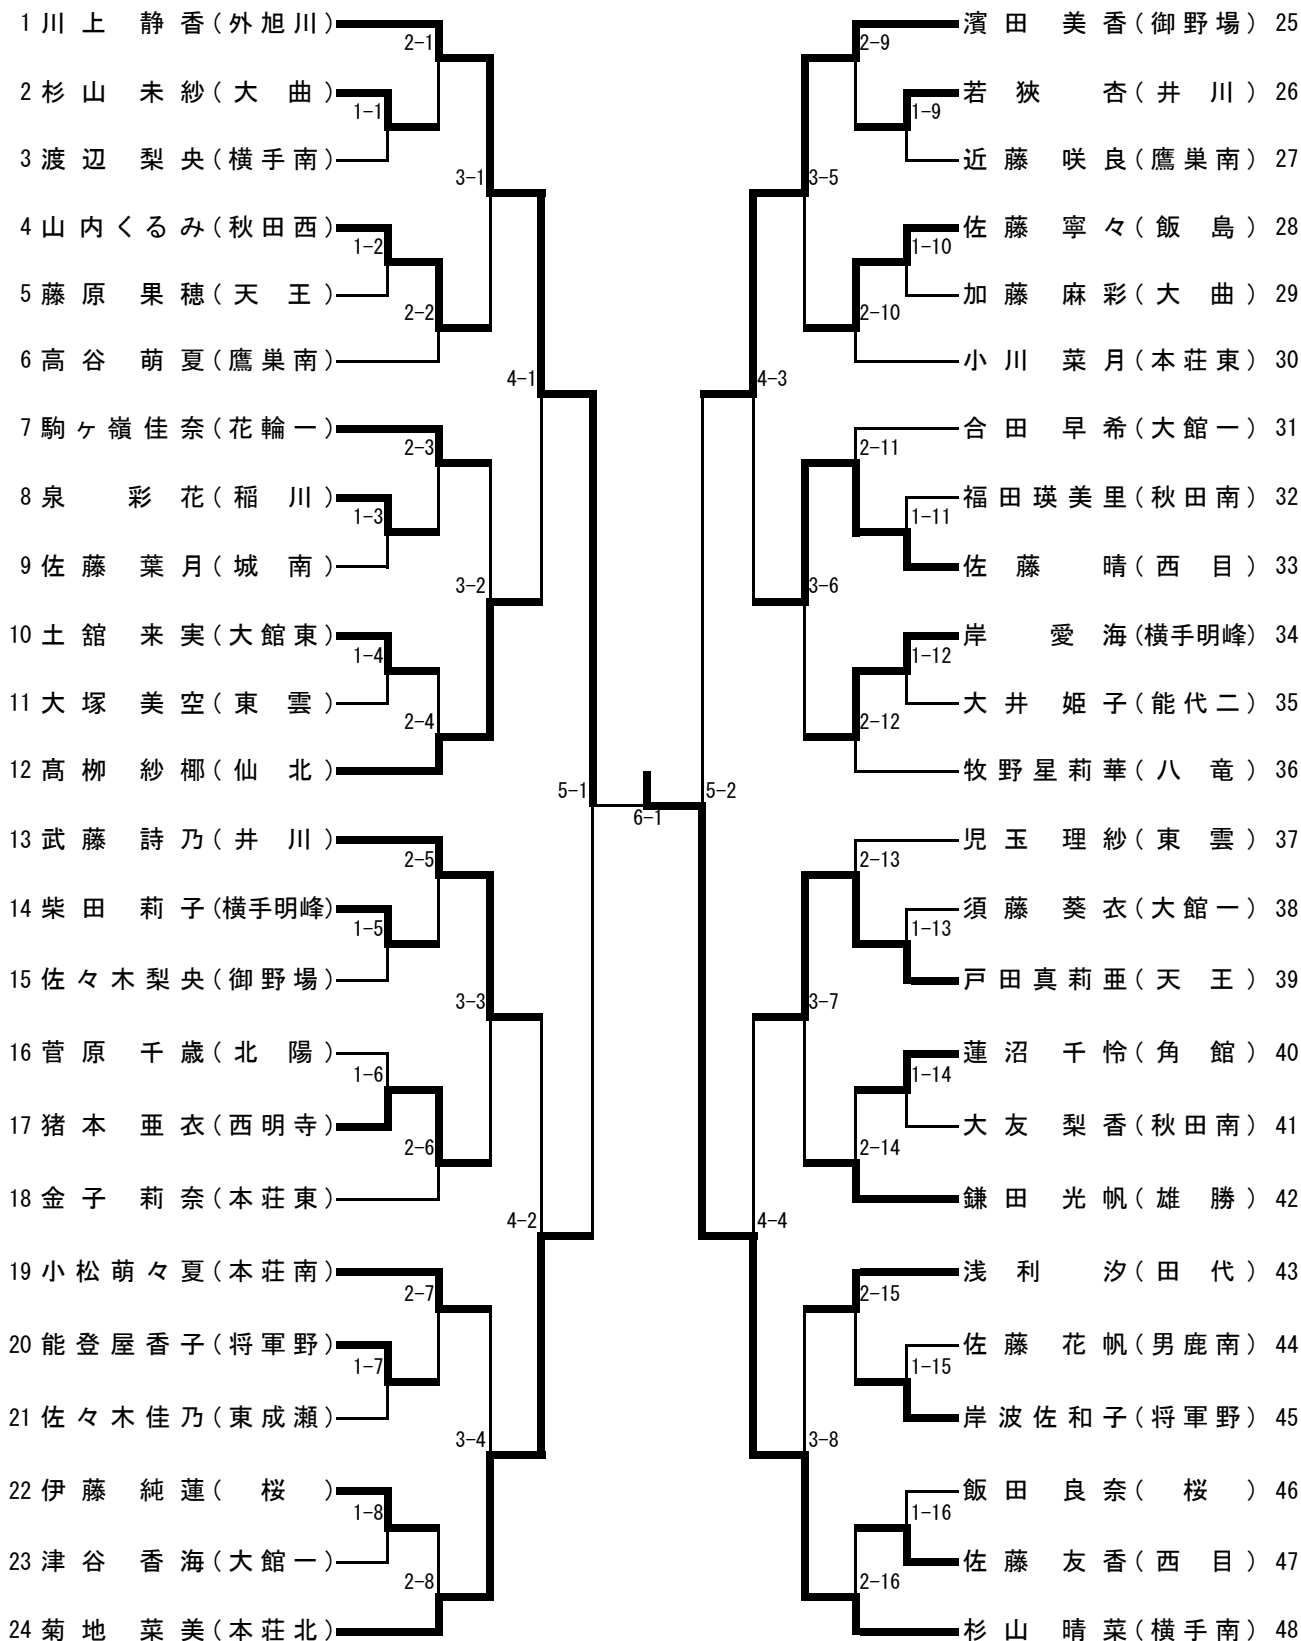 1 川上 静香(外旭川)
2 杉山 未紗(大 曲)
3 渡辺 梨央(横手南)
4 山内くるみ(秋田西)
5 藤原 果穂(天 王)
6 高谷 萌夏(鷹巣南)
7 駒ヶ嶺佳奈(花輪一)
8 泉 彩花(稲 川)
9 佐藤 葉月(城 南)
10 土舘 来実(大館東)
11 大塚 美空(東 雲)
12 髙栁 紗椰(仙 北)
13 武藤 詩乃(井 川)
14 柴田 莉子(横手明峰)
15 佐々木梨央(御野場)
16 菅原 千歳(北 陽)
17 猪本 亜衣(西明寺)
18 金子 莉奈(本荘東)
19 小松萌々夏(本荘南)
20 能登屋香子(将軍野)
21 佐々木佳乃(東成瀬)
22 伊藤 純蓮( 桜 )
23 津谷 香海(大館一)
24 菊地 菜美(本荘北)
1-1
1-2
1-3
1-4
1-5
1-6
1-7
1-8
2-1
2-2
2-3
2-4
2-5
2-6
2-7
2-8
3-1
3-2
3-3
3-4
4-1
4-2
5-1
6-1
5-2
4-3
4-4
3-5
3-6
3-7
3-8
2-9
2-10
2-11
2-12
2-13
2-14
2-15
2-16
1-9
1-10
1-11
1-12
1-13
1-14
1-15
1-16
濱田 美香(御野場) 25
若狹 杏(井 川) 26
近藤 咲良(鷹巣南) 27
佐藤 寧々(飯 島) 28
加藤 麻彩(大 曲) 29
小川 菜月(本荘東) 30
合田 早希(大館一) 31
福田瑛美里(秋田南) 32
佐藤 晴(西 目) 33
岸 愛海(横手明峰) 34
大井 姫子(能代二) 35
牧野星莉華(八 竜) 36
児玉 理紗(東 雲) 37
須藤 葵衣(大館一) 38
戸田真莉亜(天 王) 39
蓮沼 千怜(角 館) 40
大友 梨香(秋田南) 41
鎌田 光帆(雄 勝) 42
浅利 汐(田 代) 43
佐藤 花帆(男鹿南) 44
岸波佐和子(将軍野) 45
飯田 良奈( 桜 ) 46
佐藤 友香(西 目) 47
杉山 晴菜(横手南) 48